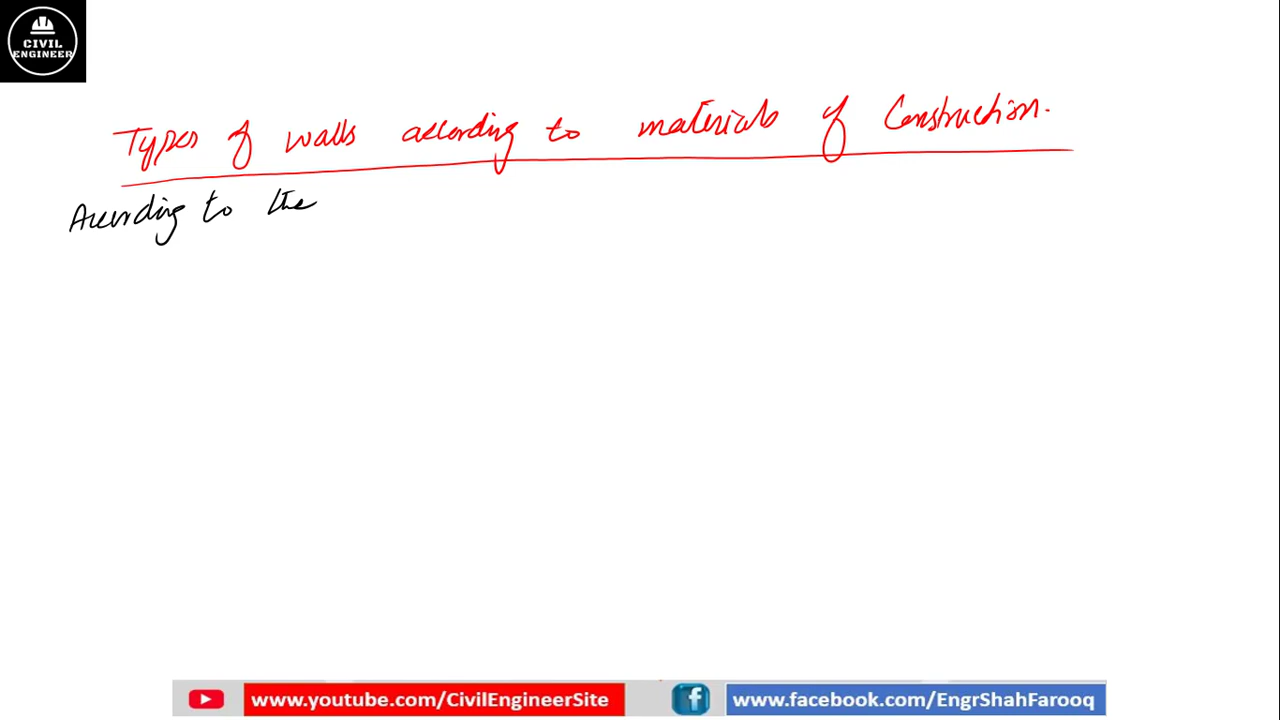 CIVIL
ENGINEER
Types of walls according to materials of Construction.
According to the
www.youtube.com/CivilEngineerSite
www.facebook.com/EngrShahFarooq